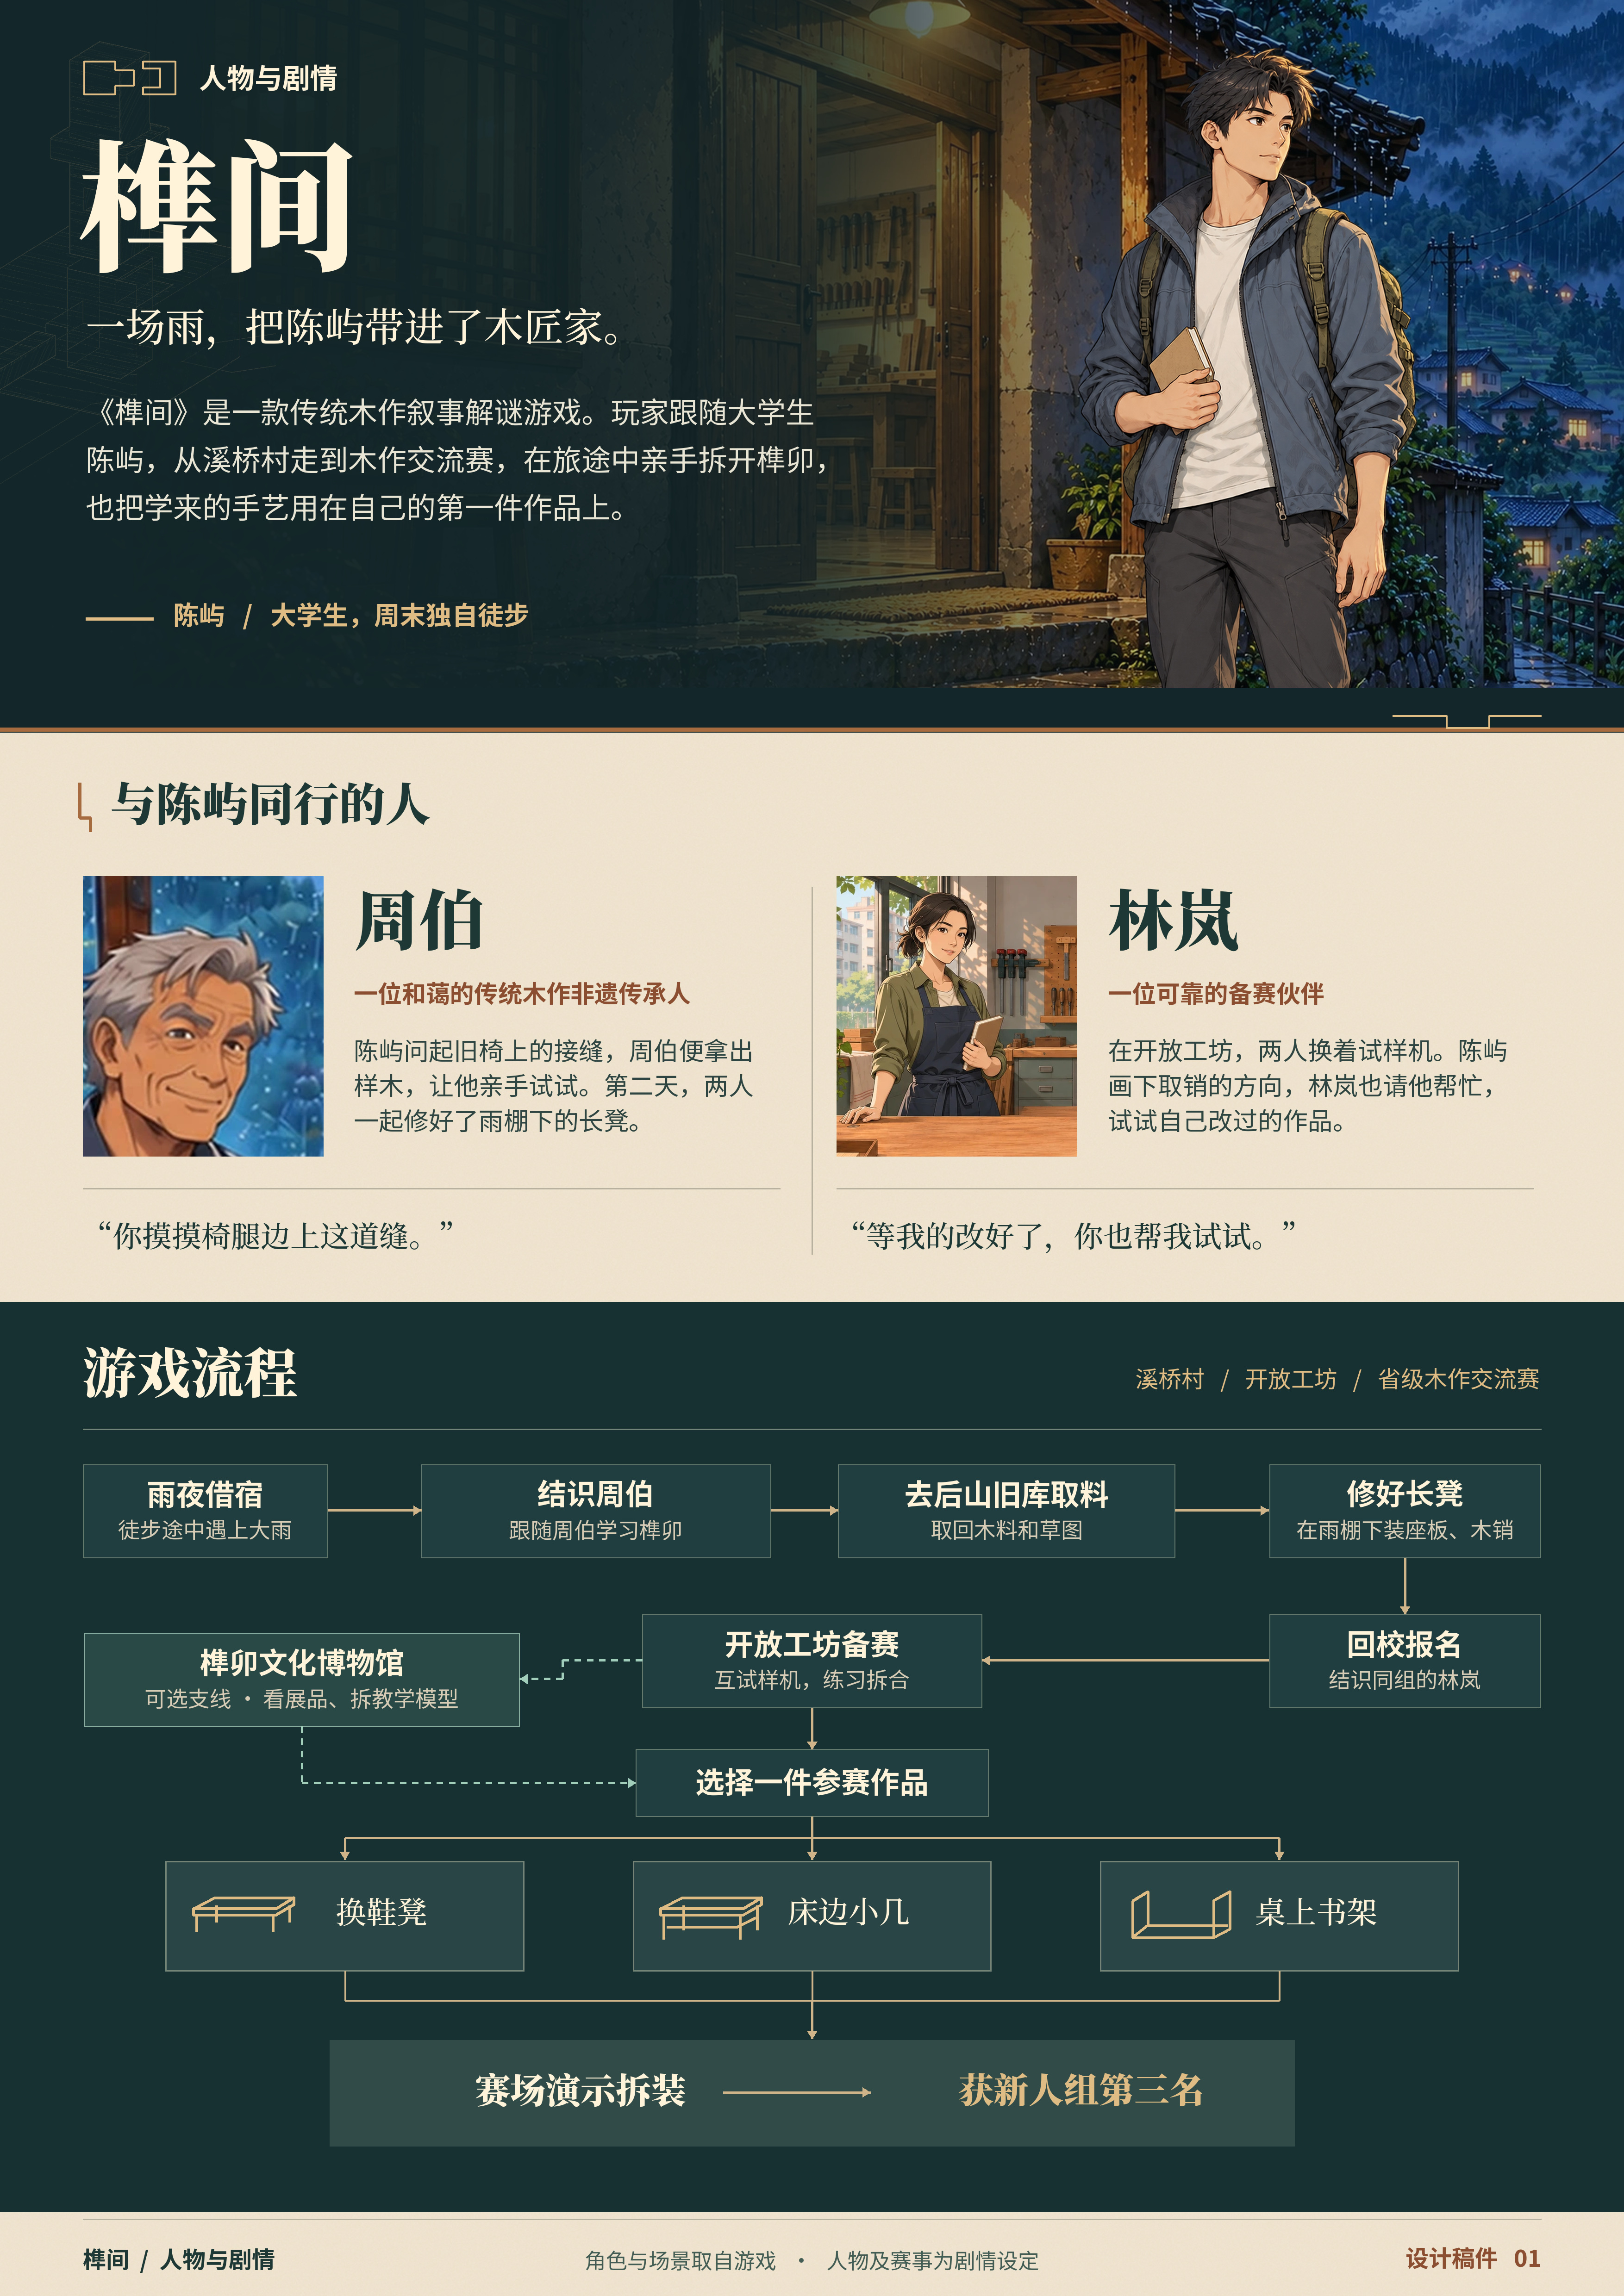 人物与剧情
榫间
一场雨，把陈屿带进了木匠家。
《榫间》是一款传统木作叙事解谜游戏。玩家跟随大学生
陈屿，从溪桥村走到木作交流赛，在旅途中亲手拆开榫卯，
也把学来的手艺用在自己的第一件作品上。
陈屿 / 大学生，周末独自徒步
与陈屿同行的人
周伯
一位和蔼的传统木作非遗传承人
陈屿问起旧椅上的接缝，周伯便拿出
样木，让他亲手试试。第二天，两人
一起修好了雨棚下的长凳。
“你摸摸椅腿边上这道缝。”
林岚
一位可靠的备赛伙伴
在开放工坊，两人换着试样机。陈屿
画下取销的方向，林岚也请他帮忙，
试试自己改过的作品。
“等我的改好了，你也帮我试试。”
游戏流程
溪桥村 / 开放工坊 / 省级木作交流赛
雨夜借宿
徒步途中遇上大雨
结识周伯
跟随周伯学习榫卯
去后山旧库取料
取回木料和草图
修好长凳
在雨棚下装座板、木销
回校报名
结识同组的林岚
开放工坊备赛
互试样机，练习拆合
榫卯文化博物馆
可选支线 · 看展品、拆教学模型
选择一件参赛作品
换鞋凳
床边小几
桌上书架
赛场演示拆装
获新人组第三名
榫间 / 人物与剧情
角色与场景取自游戏 · 人物及赛事为剧情设定
设计稿件 01